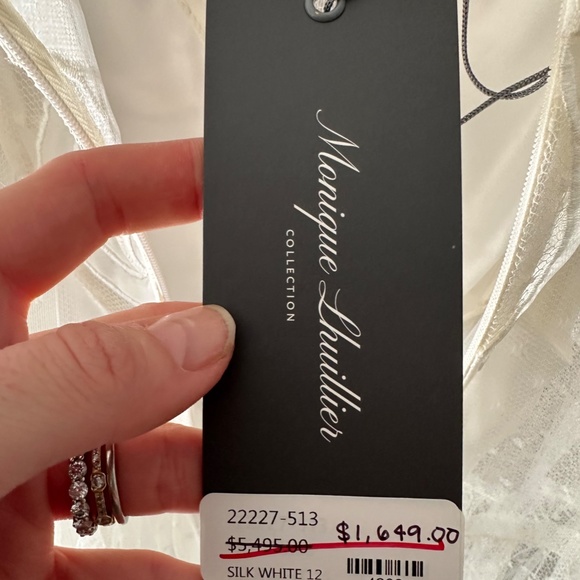 Monique Lhuillier
COLLECTION
22227-513 $1,649.00
$5,495.00
SILK WHITE 12